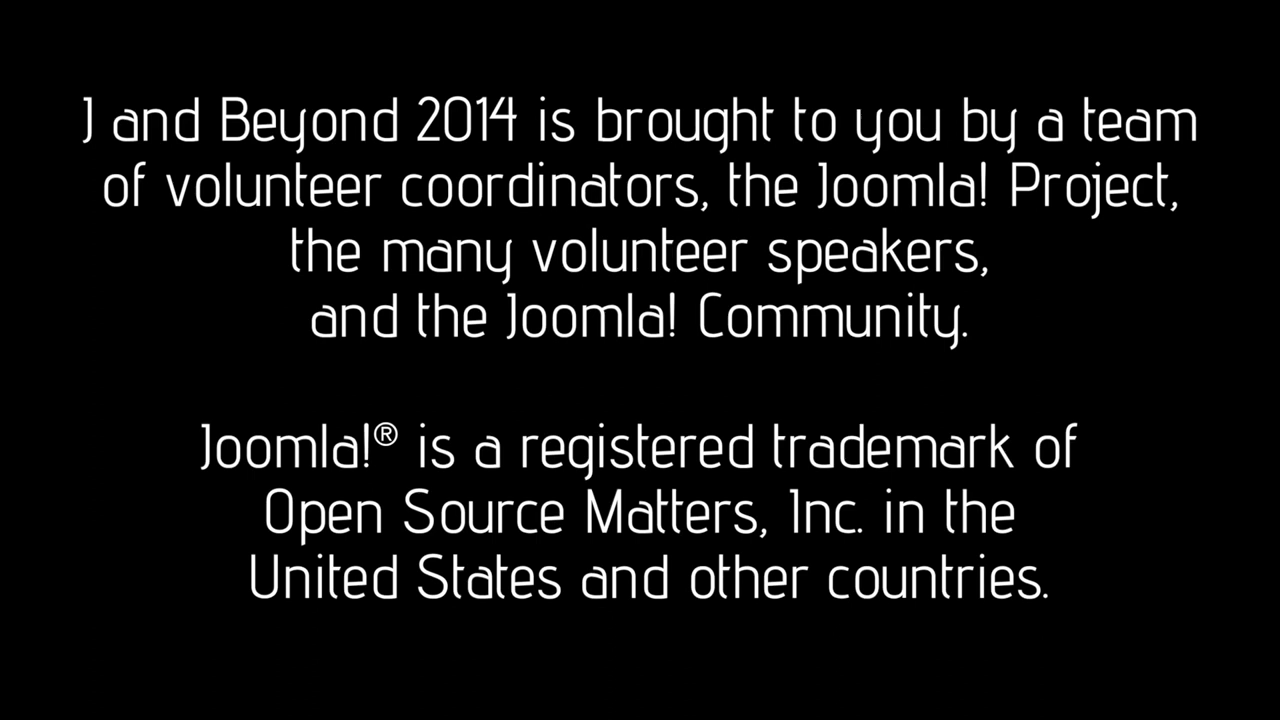 J and Beyond 2014 is brought to you by a team
of volunteer coordinators, the Joomla! Project,
the many volunteer speakers,
and the Joomla! Community.
Joomla!® is a registered trademark of
Open Source Matters, Inc. in the
United States and other countries.